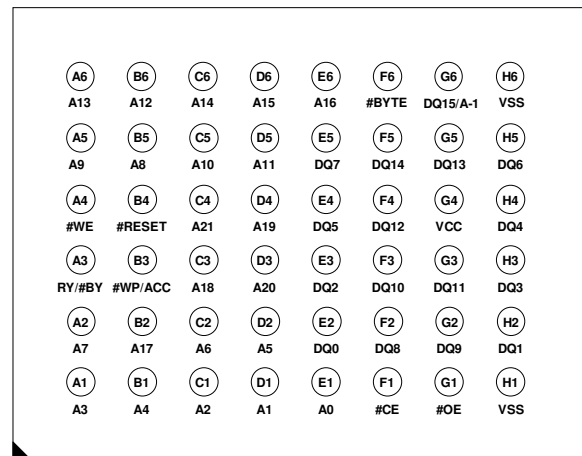 A6 B6 C6 D6 E6 F6 G6 H6
A13 A12 A14 A15 A16 #BYTE DQ15/A-1 VSS
A5 B5 C5 D5 E5 F5 G5 H5
A9 A8 A10 A11 DQ7 DQ14 DQ13 DQ6
A4 B4 C4 D4 E4 F4 G4 H4
#WE #RESET A21 A19 DQ5 DQ12 VCC DQ4
A3 B3 C3 D3 E3 F3 G3 H3
RY/#BY #WP/ACC A18 A20 DQ2 DQ10 DQ11 DQ3
A2 B2 C2 D2 E2 F2 G2 H2
A7 A17 A6 A5 DQ0 DQ8 DQ9 DQ1
A1 B1 C1 D1 E1 F1 G1 H1
A3 A4 A2 A1 A0 #CE #OE VSS